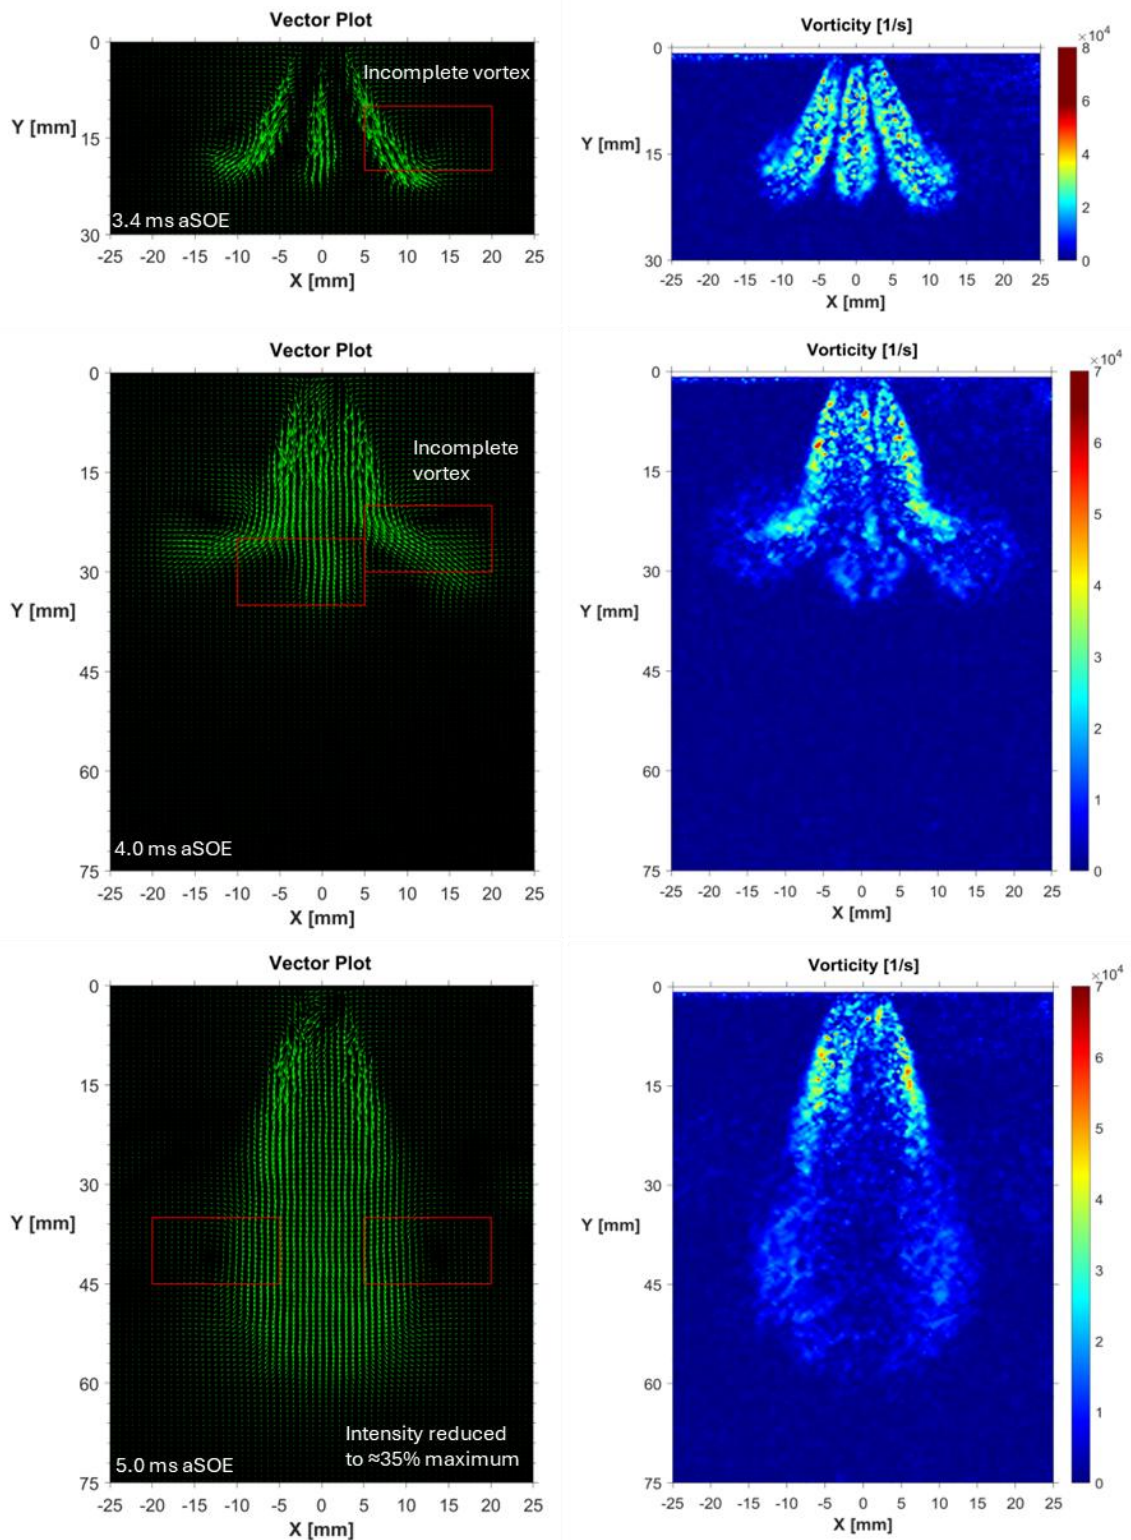 Vector Plot
0
Incomplete vortex
Y [mm]
15
3.4 ms aSOE
30
-25 -20 -15 -10 -5 0 5 10 15 20 25
X [mm]
Vorticity [1/s]
×10⁴
0
8
6
Y [mm]
15
4
2
30
0
-25 -20 -15 -10 -5 0 5 10 15 20 25
X [mm]
Vector Plot
0
15
Incomplete
vortex
30
Y [mm]
45
60
4.0 ms aSOE
75
-25 -20 -15 -10 -5 0 5 10 15 20 25
X [mm]
Vorticity [1/s]
×10⁴
0
7
6
15
5
30
4
Y [mm]
3
45
2
60
1
75
0
-25 -20 -15 -10 -5 0 5 10 15 20 25
X [mm]
Vector Plot
0
15
30
Y [mm]
45
60
Intensity reduced
to ≈35% maximum
5.0 ms aSOE
75
-25 -20 -15 -10 -5 0 5 10 15 20 25
X [mm]
Vorticity [1/s]
×10⁴
0
7
6
15
5
30
4
Y [mm]
3
45
2
60
1
75
0
-25 -20 -15 -10 -5 0 5 10 15 20 25
X [mm]